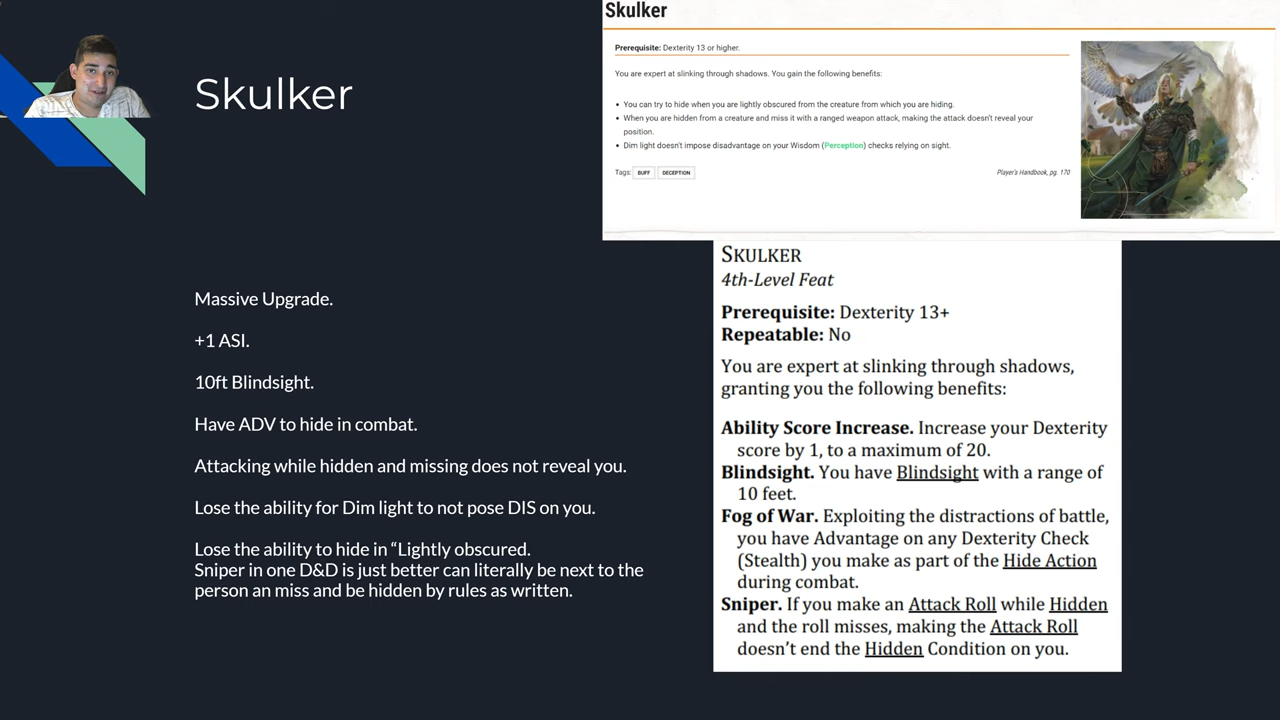 Skulker
Massive Upgrade.
+1 ASI.
10ft Blindsight.
Have ADV to hide in combat.
Attacking while hidden and missing does not reveal you.
Lose the ability for Dim light to not pose DIS on you.
Lose the ability to hide in “Lightly obscured.
Sniper in one D&D is just better can literally be next to the
person an miss and be hidden by rules as written.
Skulker
Prerequisite: Dexterity 13 or higher.
You are expert at slinking through shadows. You gain the following benefits:
• You can try to hide when you are lightly obscured from the creature from which you are hiding.
• When you are hidden from a creature and miss it with a ranged weapon attack, making the attack doesn't reveal your
position.
• Dim light doesn't impose disadvantage on your Wisdom (Perception) checks relying on sight.
Tags: BUFF DECEPTION Player's Handbook, pg. 170
SKULKER
4th-Level Feat
Prerequisite: Dexterity 13+
Repeatable: No
You are expert at slinking through shadows,
granting you the following benefits:
Ability Score Increase. Increase your Dexterity
score by 1, to a maximum of 20.
Blindsight. You have Blindsight with a range of
10 feet.
Fog of War. Exploiting the distractions of battle,
you have Advantage on any Dexterity Check
(Stealth) you make as part of the Hide Action
during combat.
Sniper. If you make an Attack Roll while Hidden
and the roll misses, making the Attack Roll
doesn't end the Hidden Condition on you.